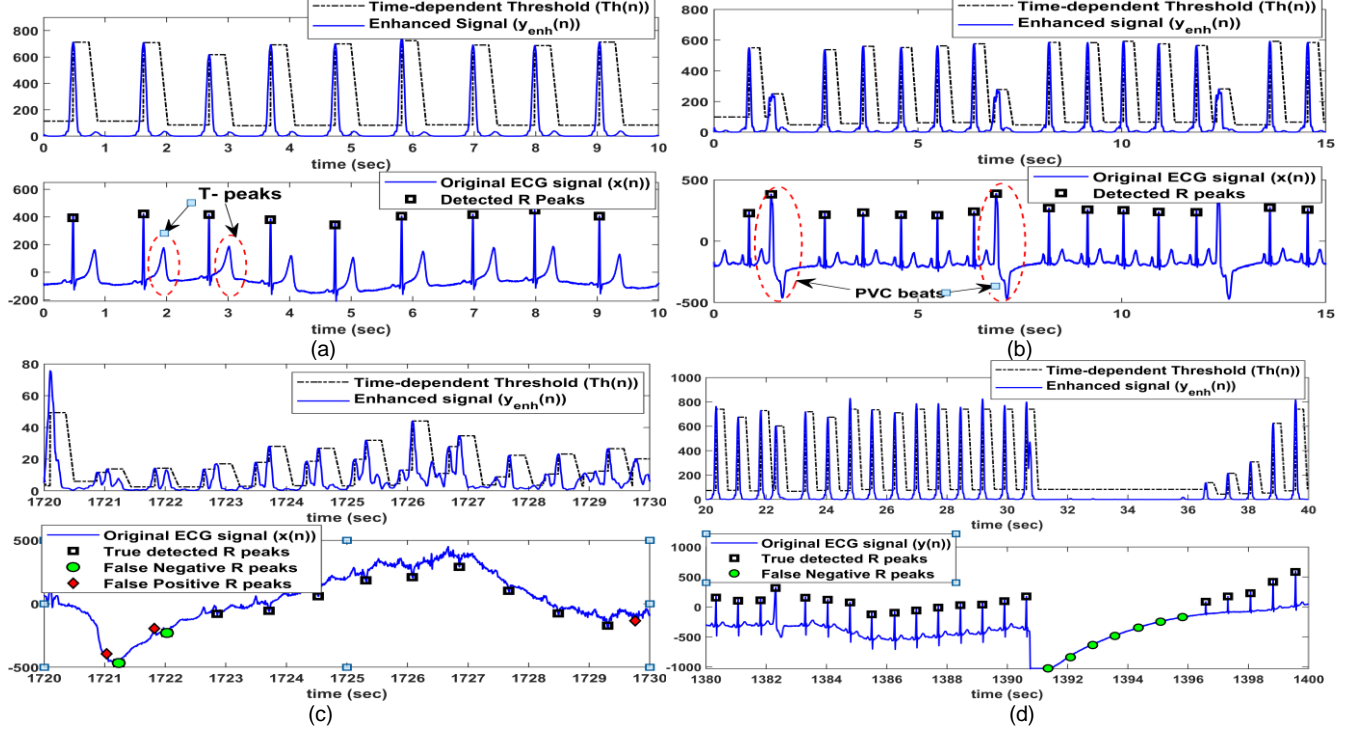 Time-dependent Threshold (Th(n))
Enhanced Signal (y_enh(n))
800
600
400
200
0
0 1 2 3 4 5 6 7 8 9 10
time (sec)
600
400
200
0
-200
T- peaks
Original ECG signal (x(n))
Detected R Peaks
0 1 2 3 4 5 6 7 8 9 10
time (sec)
(a)
Time-dependent Threshold (Th(n))
Enhanced signal (y_enh(n))
800
600
400
200
0
0 5 10 15
time (sec)
500
0
-500
Original ECG signal (x(n))
Detected R peaks
PVC beats
0 5 10 15
time (sec)
(b)
80
60
40
20
0
Time-dependent Threshold (Th(n))
Enhanced signal (y_enh(n))
1720 1721 1722 1723 1724 1725 1726 1727 1728 1729 1730
time (sec)
5000
0
-5000
Original ECG signal (x(n))
True detected R peaks
False Negative R peaks
False Positive R peaks
1720 1721 1722 1723 1724 1725 1726 1727 1728 1729 1730
time (sec)
(c)
Time-dependent Threshold (Th(n))
Enhanced signal (y_enh(n))
1000
800
600
400
200
0
20 22 24 26 28 30 32 34 36 38 40
time (sec)
1000
500
0
-500
-1000
Original ECG signal (y(n))
True detected R peaks
False Negative R peaks
1380 1382 1384 1386 1388 1390 1392 1394 1396 1398 1400
time (sec)
(d)